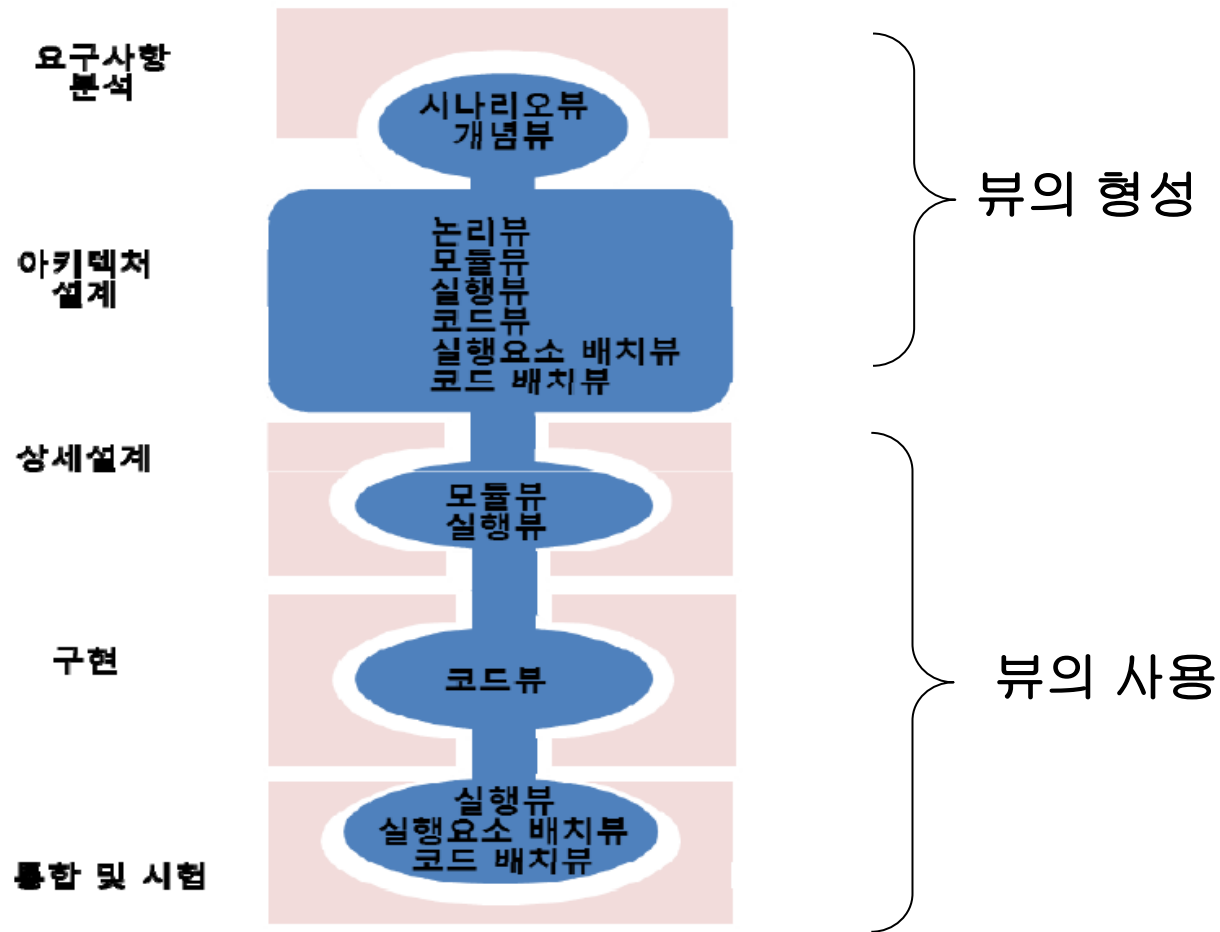 요구사항
분석
시나리오뷰
개념뷰
뷰의 형성
아키텍처
설계
논리뷰
모듈뮤
실행뷰
코드뷰
실행요소 배치뷰
코드 배치뷰
상세설계
모듈뷰
실행뷰
구현
코드뷰
뷰의 사용
실행뷰
실행요소 배치뷰
코드 배치뷰
통합 및 시험